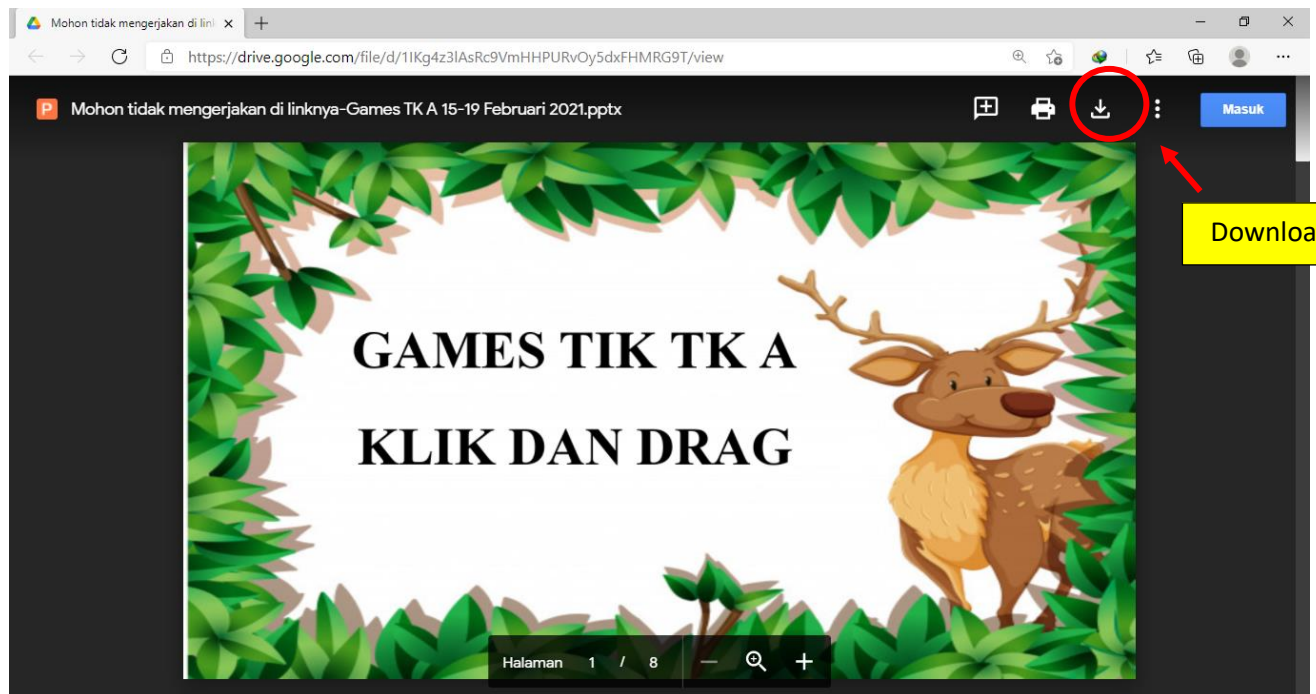 Mohon tidak mengerjakan di lin
https://drive.google.com/file/d/1IKg4z3lAsRc9VmHHPURvOy5dxFHMRG9T/view
P Mohon tidak mengerjakan di linknya-Games TK A 15-19 Februari 2021.pptx
Masuk
Downloa
GAMES TIK TK A
KLIK DAN DRAG
Halaman 1 / 8